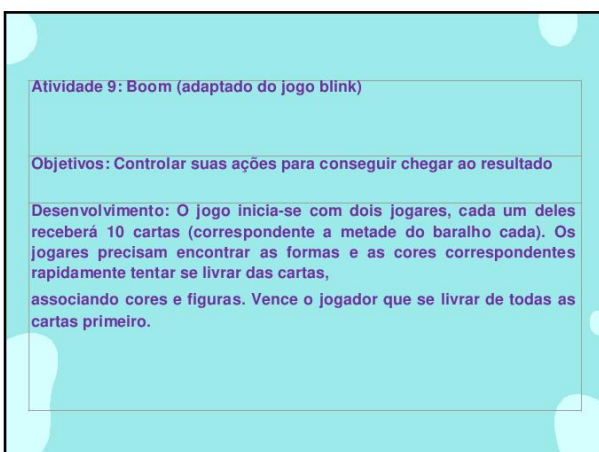 Atividade 9: Boom (adaptado do jogo blink)
Objetivos: Controlar suas ações para conseguir chegar ao resultado
Desenvolvimento: O jogo inicia-se com dois jogares, cada um deles
receberá 10 cartas (correspondente a metade do baralho cada). Os
jogares precisam encontrar as formas e as cores correspondentes
rapidamente tentar se livrar das cartas,
associando cores e figuras. Vence o jogador que se livrar de todas as
cartas primeiro.